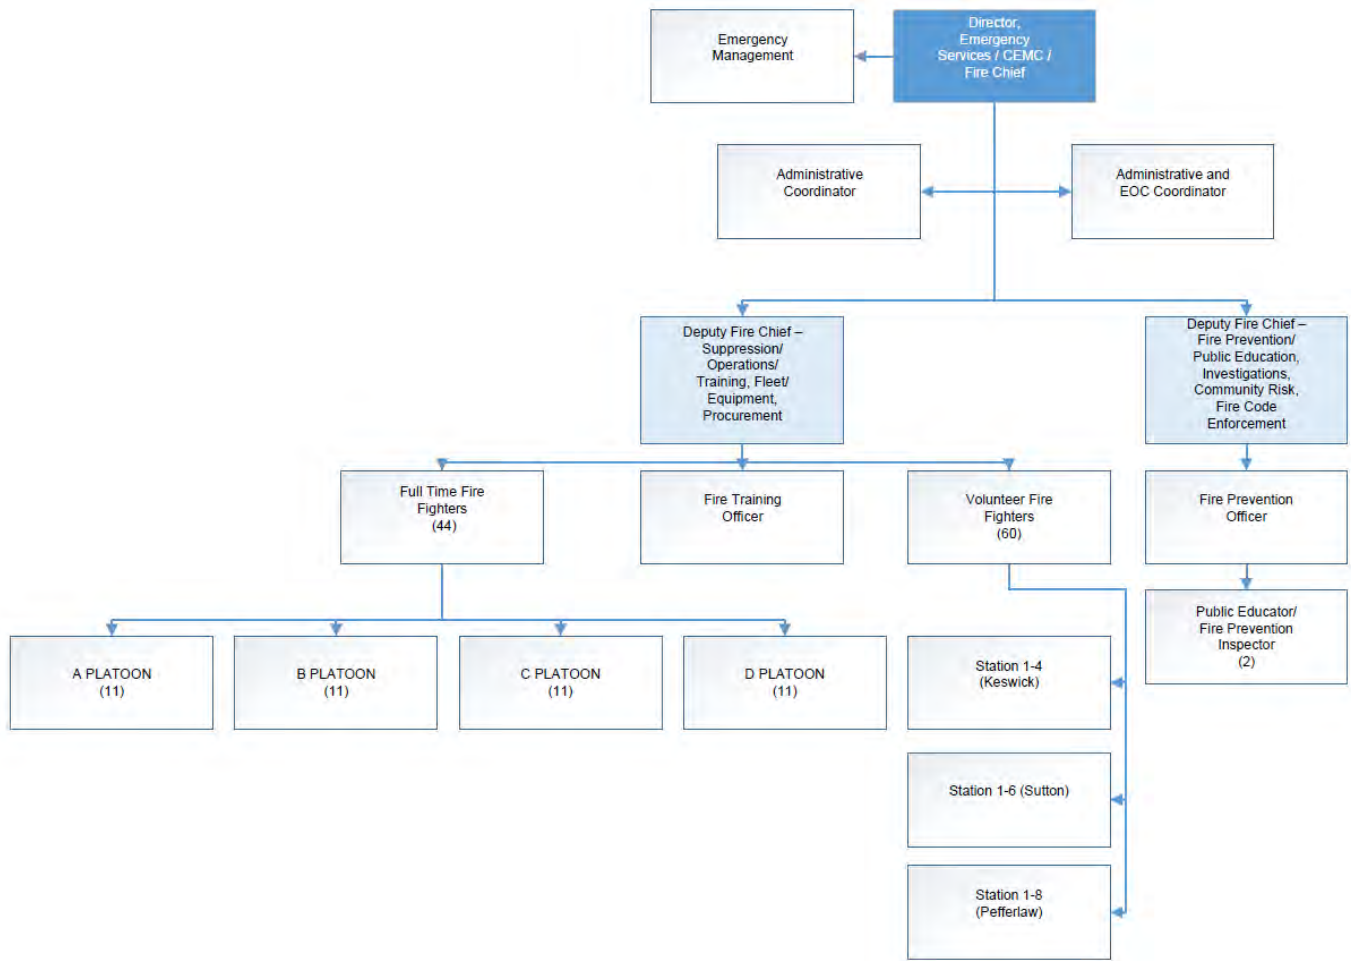 Emergency
Management
Director,
Emergency
Services / CEMC /
Fire Chief
Administrative
Coordinator
Administrative and
EOC Coordinator
Deputy Fire Chief –
Suppression/
Operations/
Training, Fleet/
Equipment,
Procurement
Deputy Fire Chief –
Fire Prevention/
Public Education,
Investigations,
Community Risk,
Fire Code
Enforcement
Full Time Fire
Fighters
(44)
Fire Training
Officer
Volunteer Fire
Fighters
(60)
Fire Prevention
Officer
Public Educator/
Fire Prevention
Inspector
(2)
A PLATOON
(11)
B PLATOON
(11)
C PLATOON
(11)
D PLATOON
(11)
Station 1-4
(Keswick)
Station 1-6 (Sutton)
Station 1-8
(Pefferlaw)